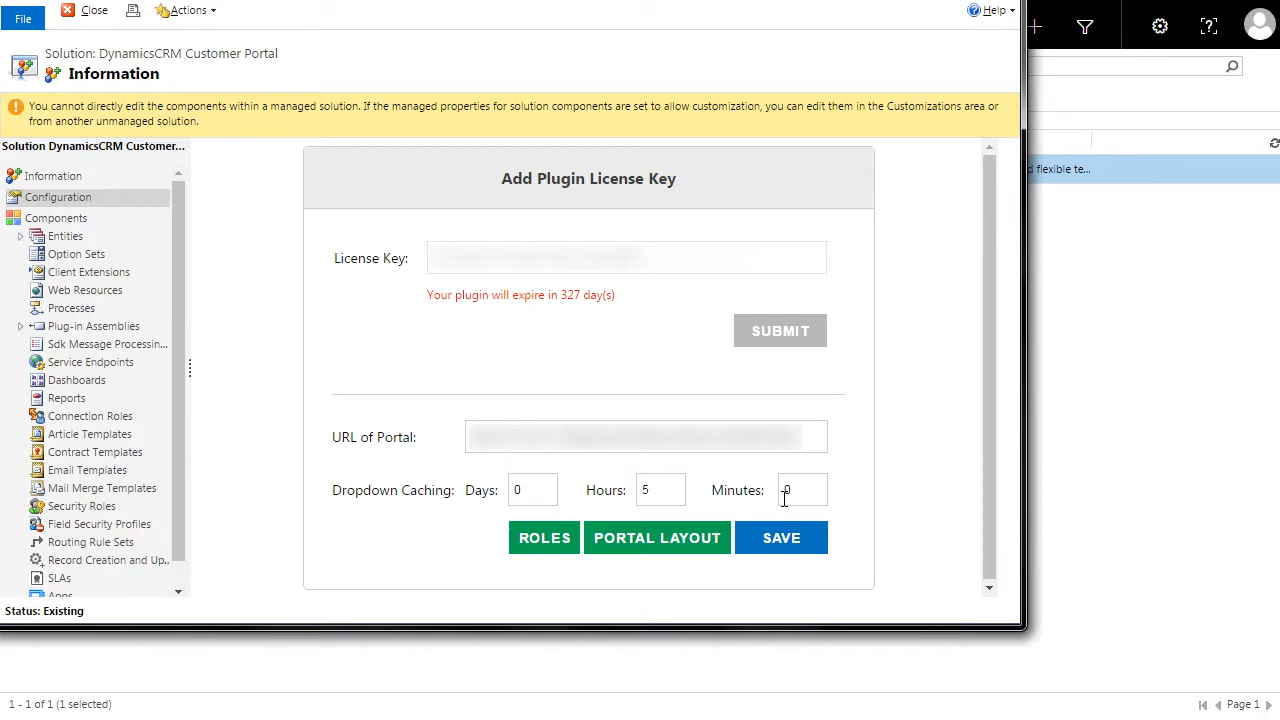 File
Close
Actions
Help
Solution: DynamicsCRM Customer Portal
Information
You cannot directly edit the components within a managed solution. If the managed properties for solution components are set to allow customization, you can edit them in the Customizations area or
from another unmanaged solution.
Solution DynamicsCRM Customer...
Information
Configuration
Components
Entities
Option Sets
Client Extensions
Web Resources
Processes
Plug-in Assemblies
Sdk Message Processin...
Service Endpoints
Dashboards
Reports
Connection Roles
Article Templates
Contract Templates
Email Templates
Mail Merge Templates
Security Roles
Field Security Profiles
Routing Rule Sets
Record Creation and Up..
SLAs
Apps
Status: Existing
Add Plugin License Key
License Key:
Your plugin will expire in 327 day(s)
SUBMIT
URL of Portal:
Dropdown Caching: Days: 0 Hours: 5 Minutes: 0
ROLES PORTAL LAYOUT SAVE
d flexible te...
1 - 1 of 1 (1 selected)
Page 1